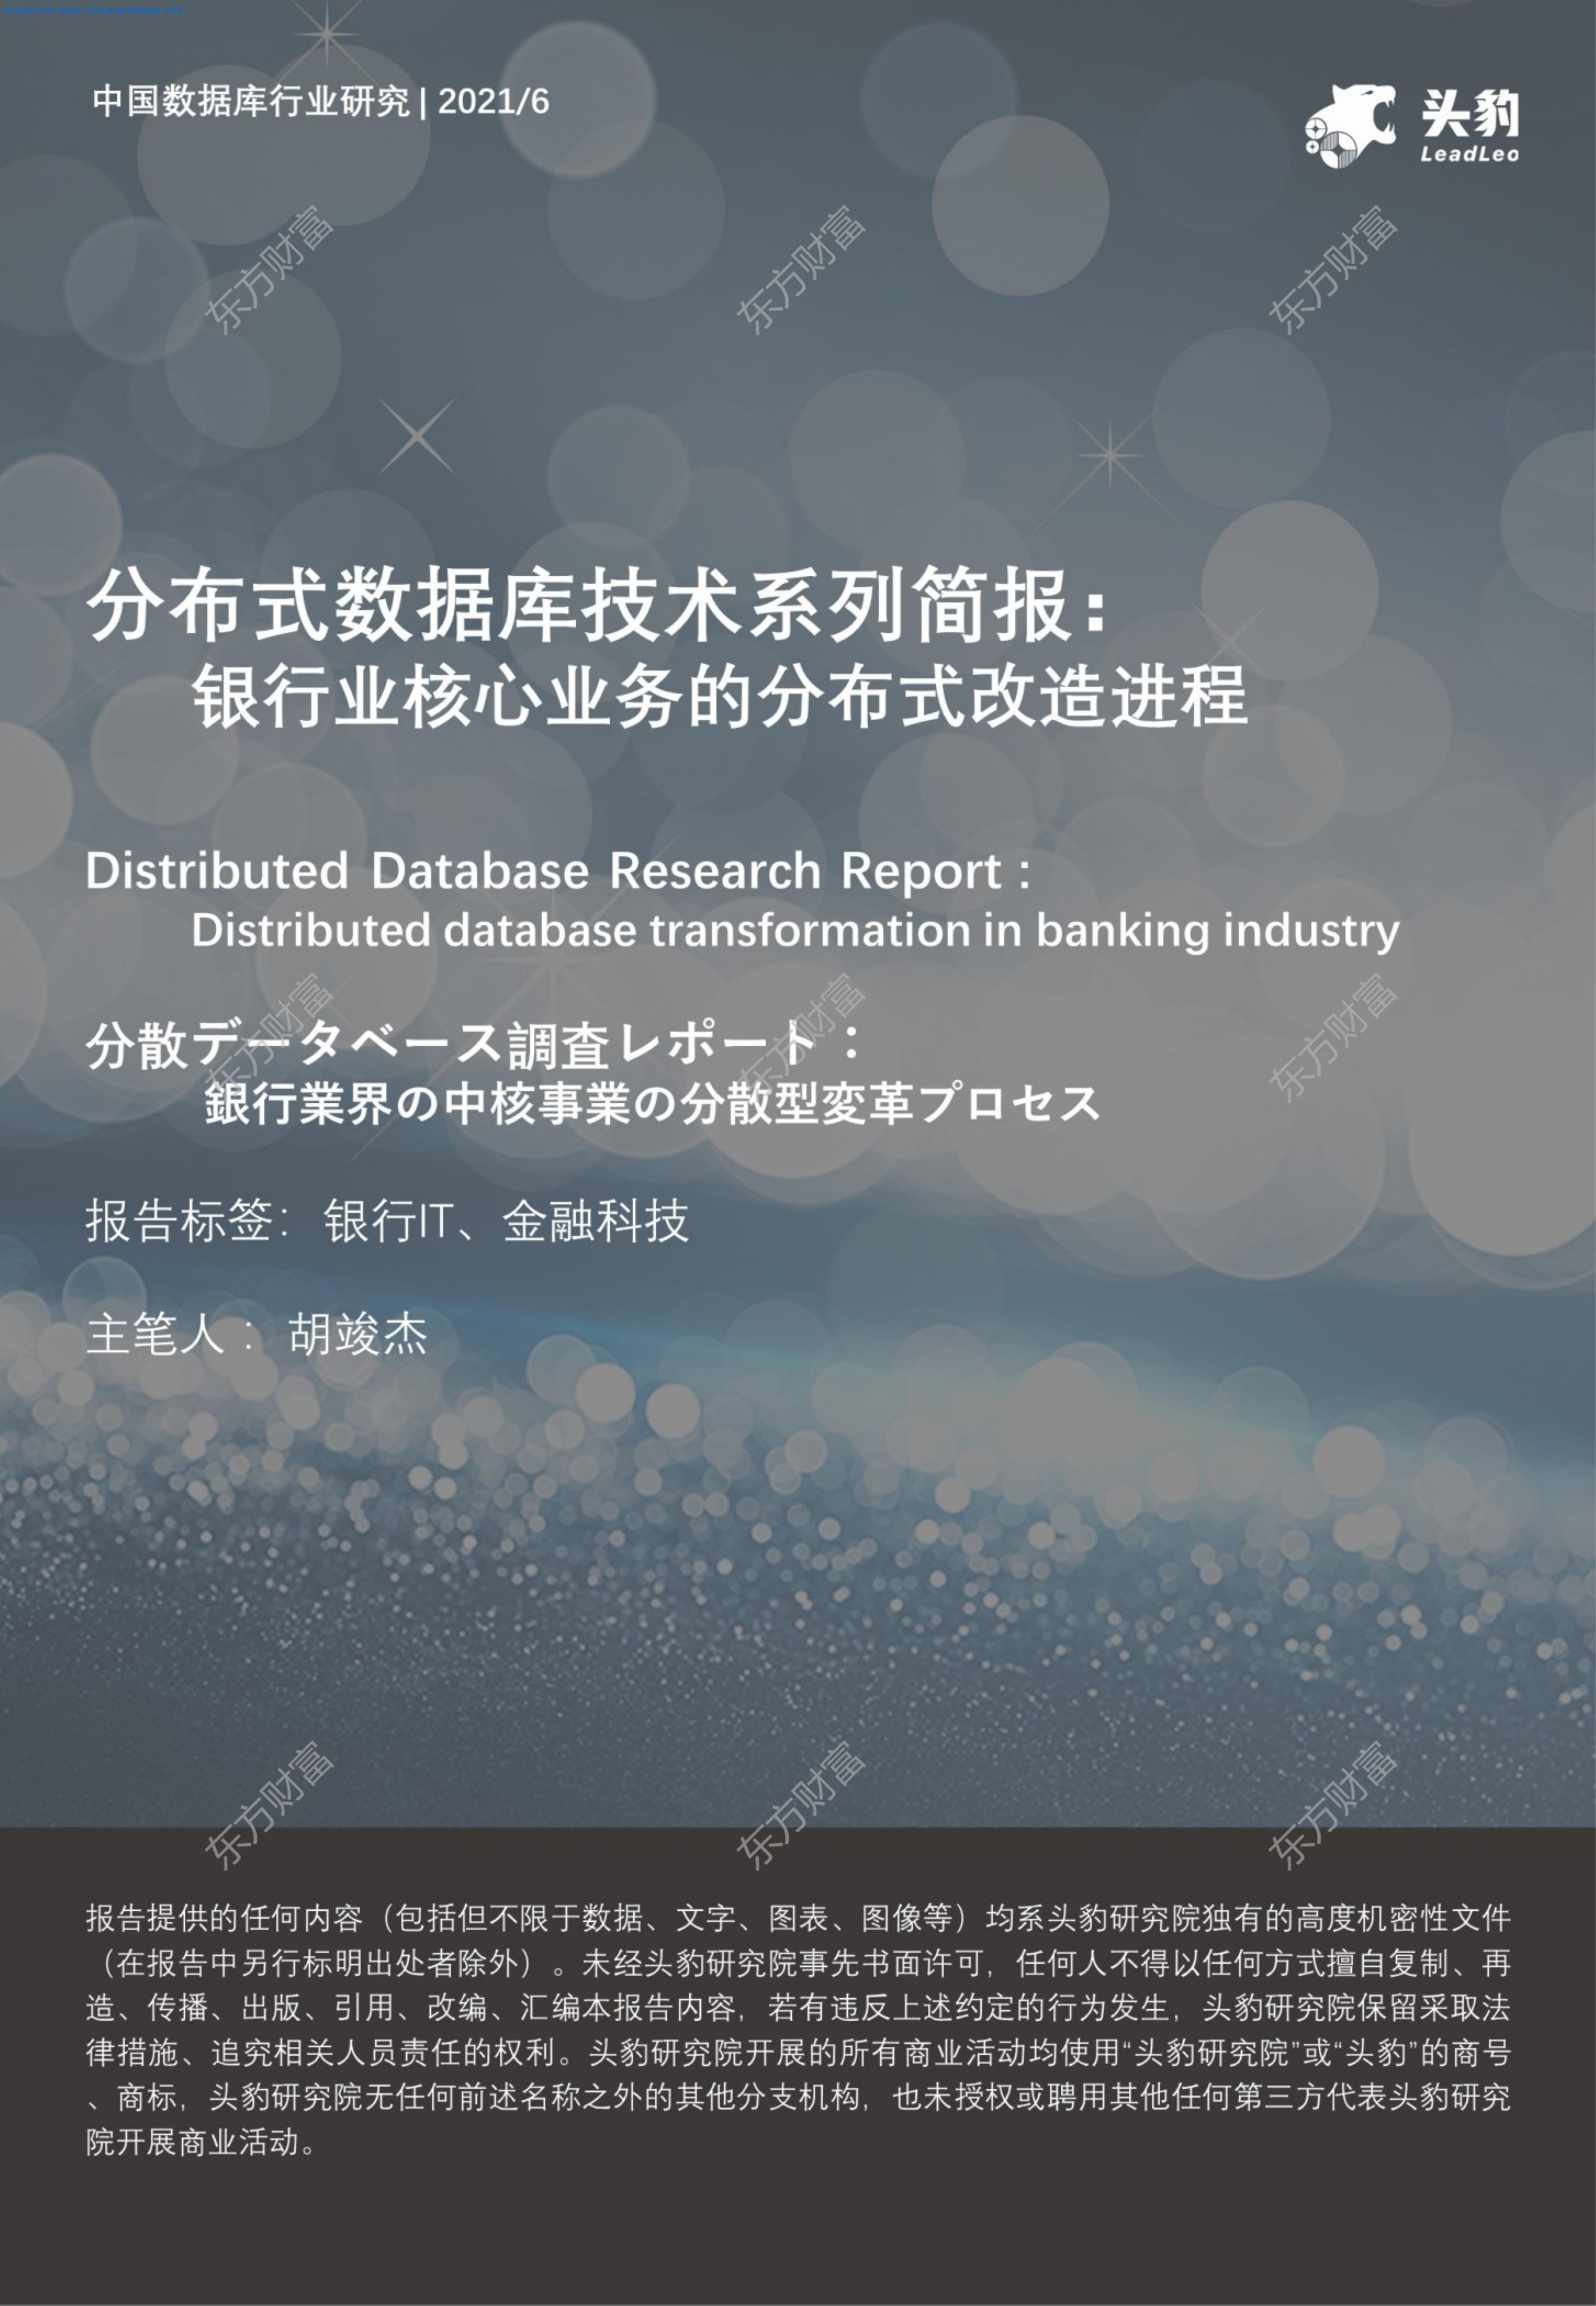 中国数据库行业研究 | 2021/6
头豹
LeadLeo
东方财富 东方财富 东方财富
分布式数据库技术系列简报：
银行业核心业务的分布式改造进程
Distributed Database Research Report：
Distributed database transformation in banking industry
东方财富 东方财富 东方财富
分散データベース調査レポート：
銀行業界の中核事業の分散型変革プロセス
报告标签：银行IT、金融科技
主笔人 ： 胡竣杰
东方财富 东方财富 东方财富
报告提供的任何内容（包括但不限于数据、文字、图表、图像等）均系头豹研究院独有的高度机密性文件
（在报告中另行标明出处者除外）。未经头豹研究院事先书面许可，任何人不得以任何方式擅自复制、再
造、传播、出版、引用、改编、汇编本报告内容，若有违反上述约定的行为发生，头豹研究院保留采取法
律措施、追究相关人员责任的权利。头豹研究院开展的所有商业活动均使用“头豹研究院”或“头豹”的商号
、商标，头豹研究院无任何前述名称之外的其他分支机构，也未授权或聘用其他任何第三方代表头豹研究
院开展商业活动。